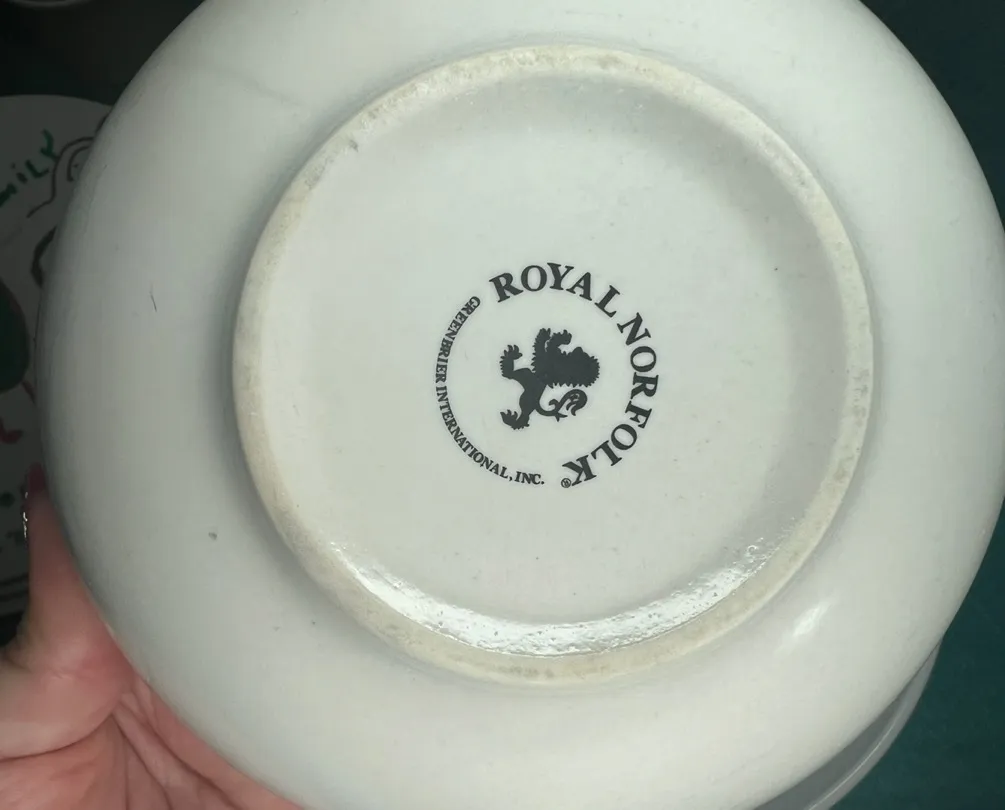 ROYAL NORFOLK®
GREENBRIER INTERNATIONAL, INC.